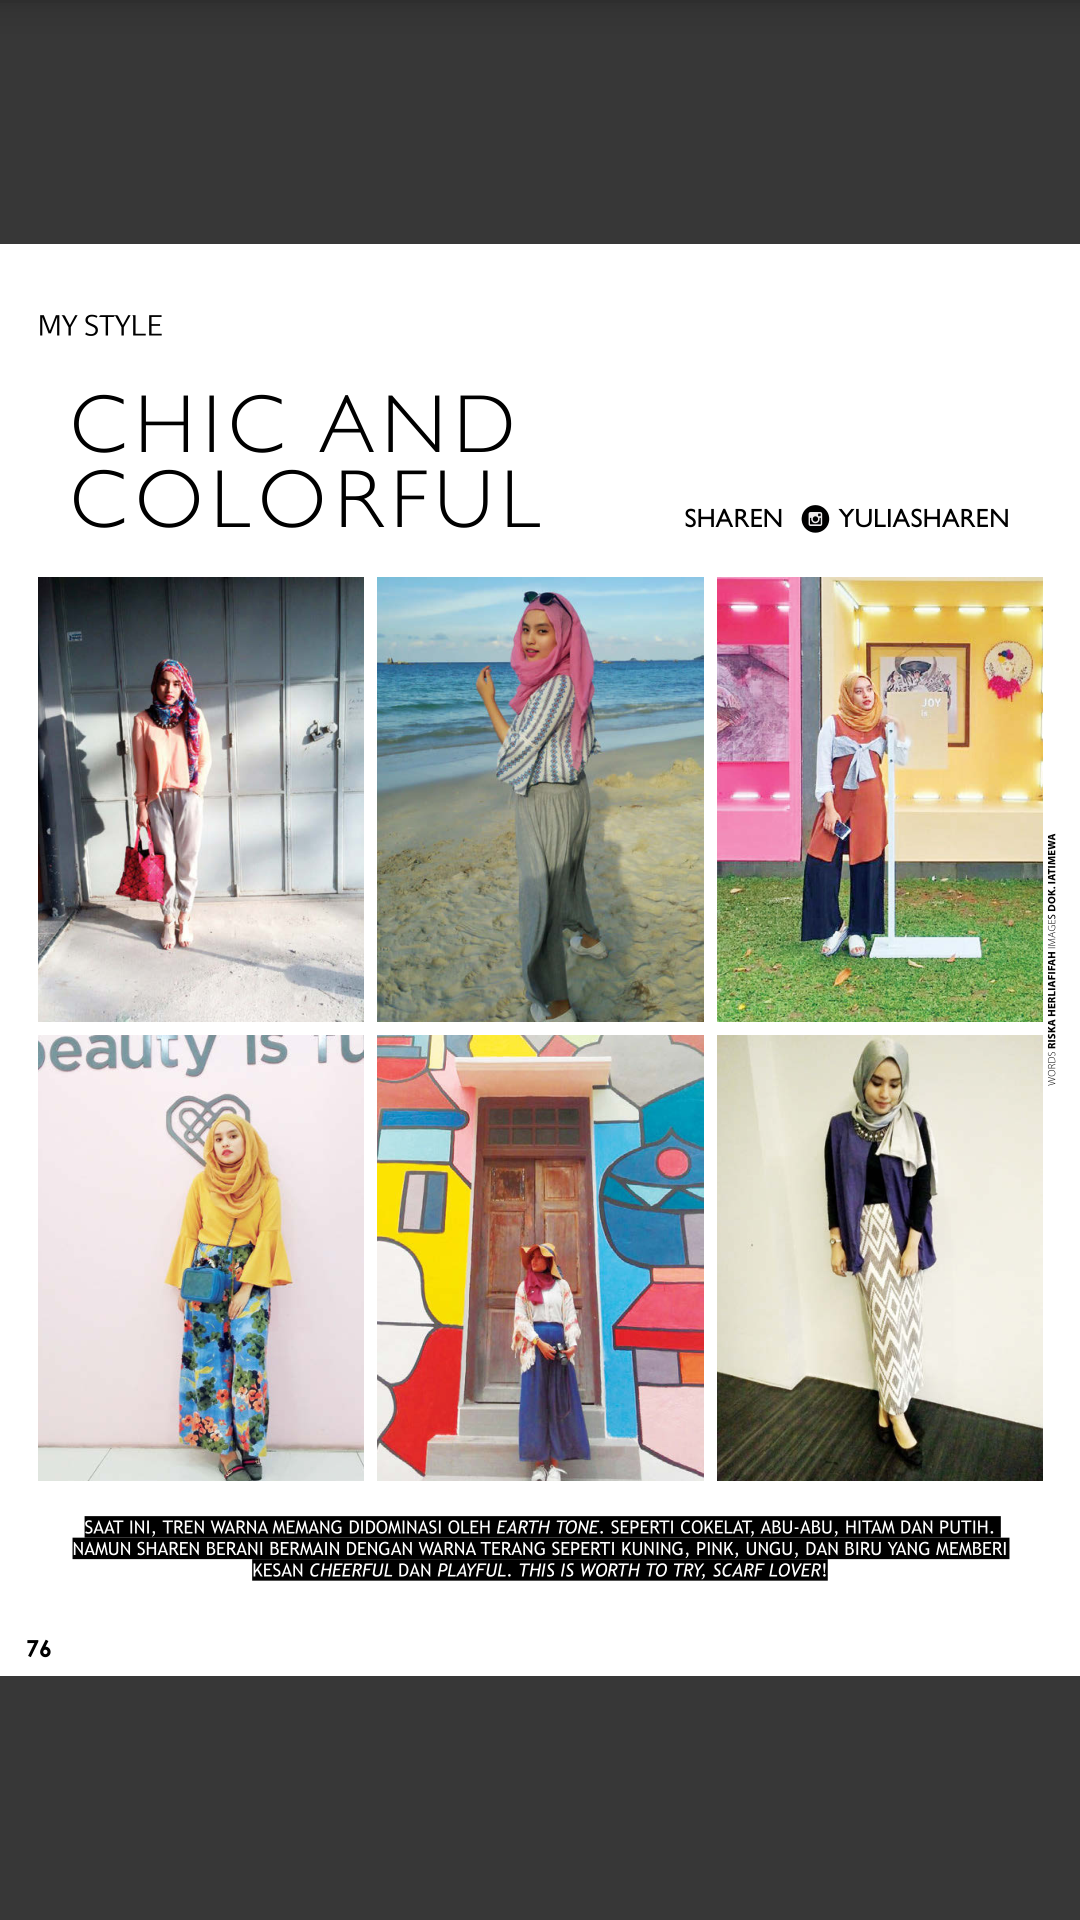 MY STYLE
CHIC AND
COLORFUL
SHAREN YULIASHAREN
JOY
is
WORDS RISKA HERLIAFIFAH IMAGES DOK. IATIMEWA
beauty is fu
SAAT INI, TREN WARNA MEMANG DIDOMINASI OLEH EARTH TONE. SEPERTI COKELAT, ABU-ABU, HITAM DAN PUTIH.
NAMUN SHAREN BERANI BERMAIN DENGAN WARNA TERANG SEPERTI KUNING, PINK, UNGU, DAN BIRU YANG MEMBERI
KESAN CHEERFUL DAN PLAYFUL. THIS IS WORTH TO TRY, SCARF LOVER!
76